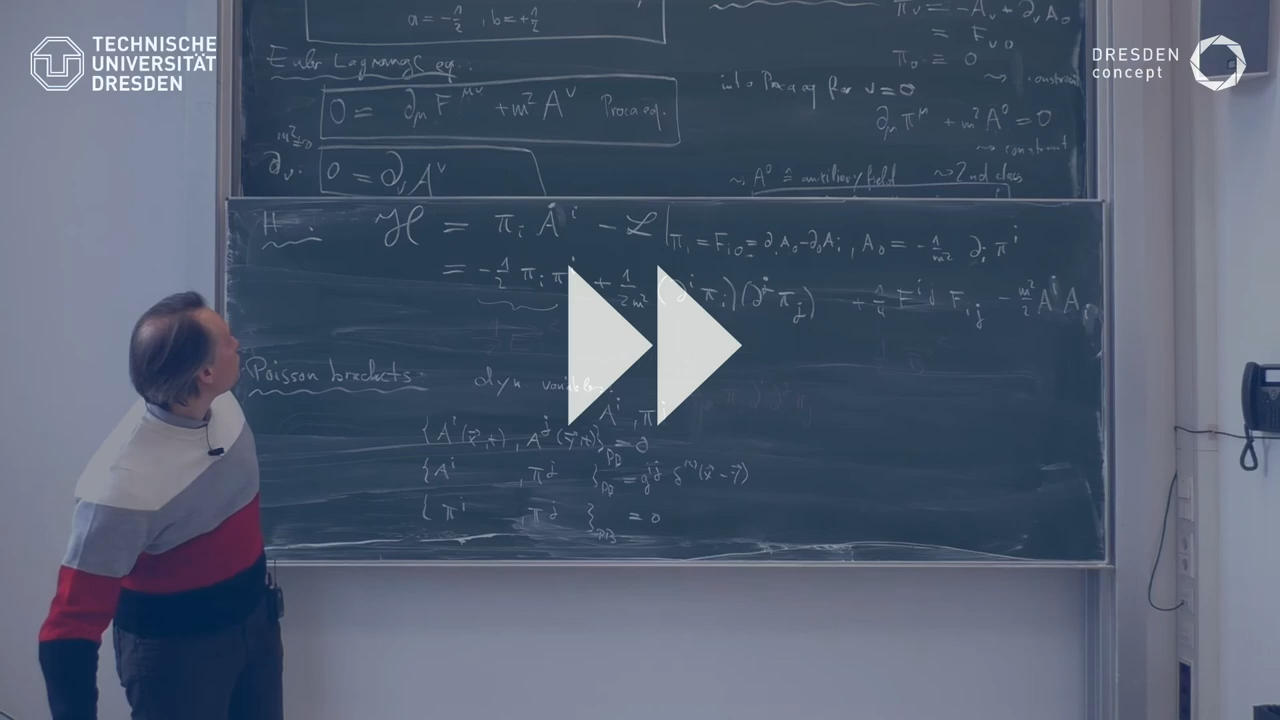 TECHNISCHE
UNIVERSITÄT
DRESDEN
DRESDEN
concept
a = -1/2 , b = +1/2
Euler Lagrange eq.:
0 = ∂_μ F^{μν} + m² A^ν Proca eq.
m²≠0
∂_ν: 0 = ∂_ν A^ν
π_ν = -Ȧ_ν + ∂_ν A_0
= F_{ν0}
π_0 = 0
⇝ constraint
into Proca eq for ν=0
∂_μ π^μ + m² A^0 = 0
⇝ constraint
⇝ A^0 ≙ auxiliary field ⇝ 2nd class
H: ℋ = π_i Ȧ^i - ℒ | π_i = F_{i0} = ∂_i A_0 - ∂_0 A_i , A_0 = -1/m² ∂_i π^i
= -1/2 π_i π^i + 1/2m² (∂^i π_i)(∂^j π_j) + 1/4 F^{ij} F_{ij} - m²/2 A^i A_i
Poisson brackets: dyn variables:
A^i , π^i
{A^i(x⃗,t) , A^j(y⃗,t)}_{PB} = 0
{A^i , π^j }_{PB} = g^{ij} δ^{(3)}(x⃗-y⃗)
{π^i π^j }_{PB} = 0